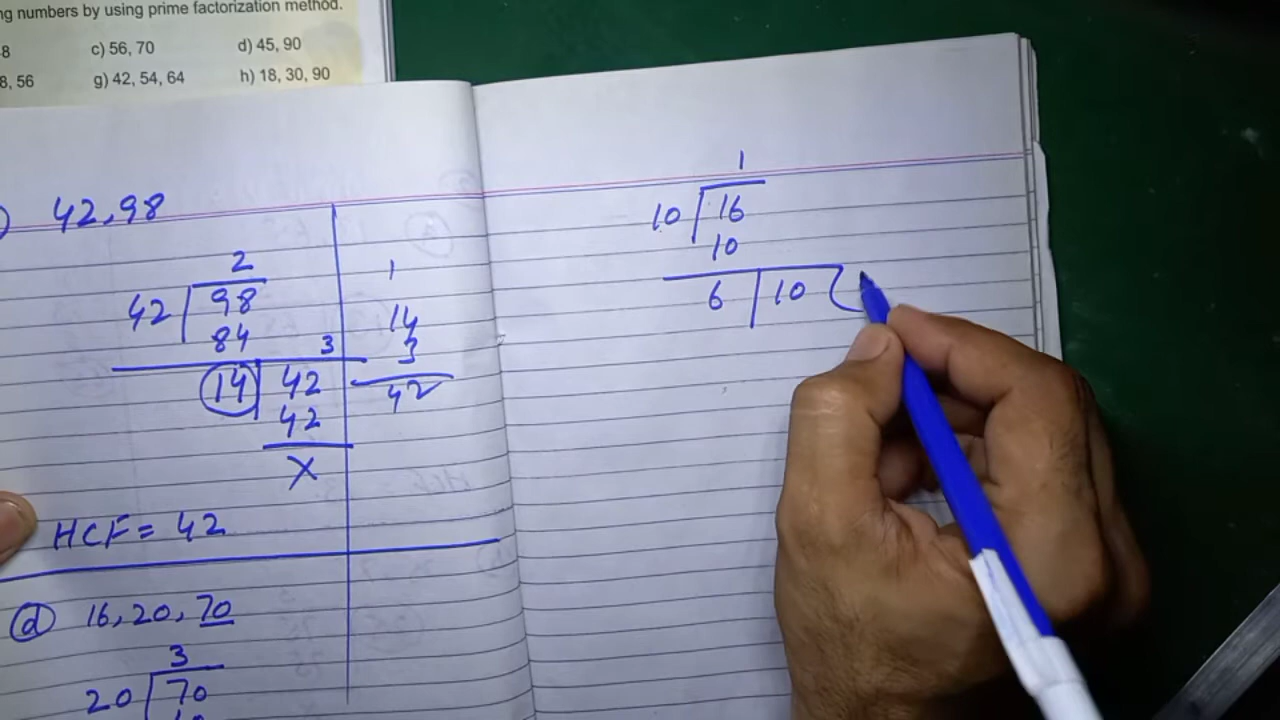 ng numbers by using prime factorization method.
8 c) 56, 70 d) 45, 90
8, 56 g) 42, 54, 64 h) 18, 30, 90
) 42,98
2
42 98
84 3
14 42
42
X
1
14
3
42
HCF = 42
d 16, 20, 70
3
20 70
1
10 16
10
6 10